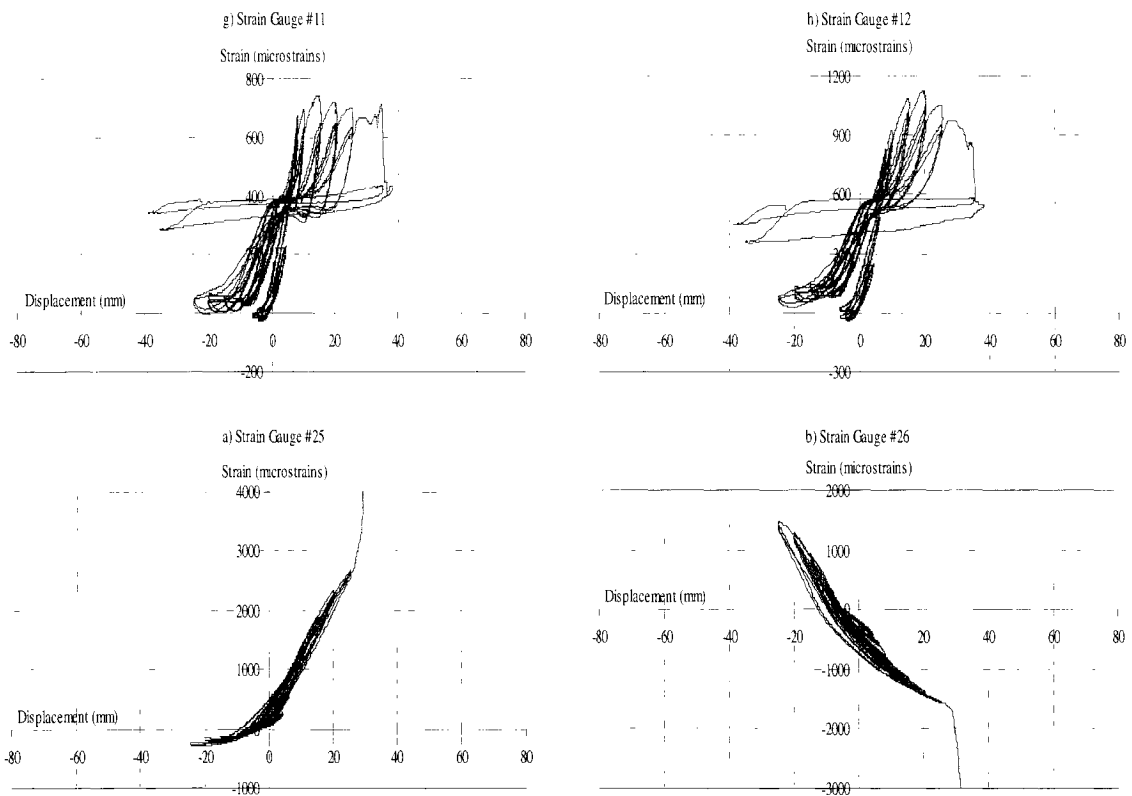 g) Strain Gauge #11
Strain (microstrains)
800
600
400
Displacement (mm)
-80 -60 -40 -20 0 20 40 60 80
-200
h) Strain Gauge #12
Strain (microstrains)
1200
900
600
Displacement (mm)
-80 -60 -40 -20 0 20 40 60 80
-300
a) Strain Gauge #25
Strain (microstrains)
4000
3000
2000
1000
Displacement (mm)
-80 -60 -40 -20 0 20 40 60 80
-1000
b) Strain Gauge #26
Strain (microstrains)
2000
1000
0
Displacement (mm)
-80 -60 -40 -20 0 20 40 60 80
-1000
-2000
-3000